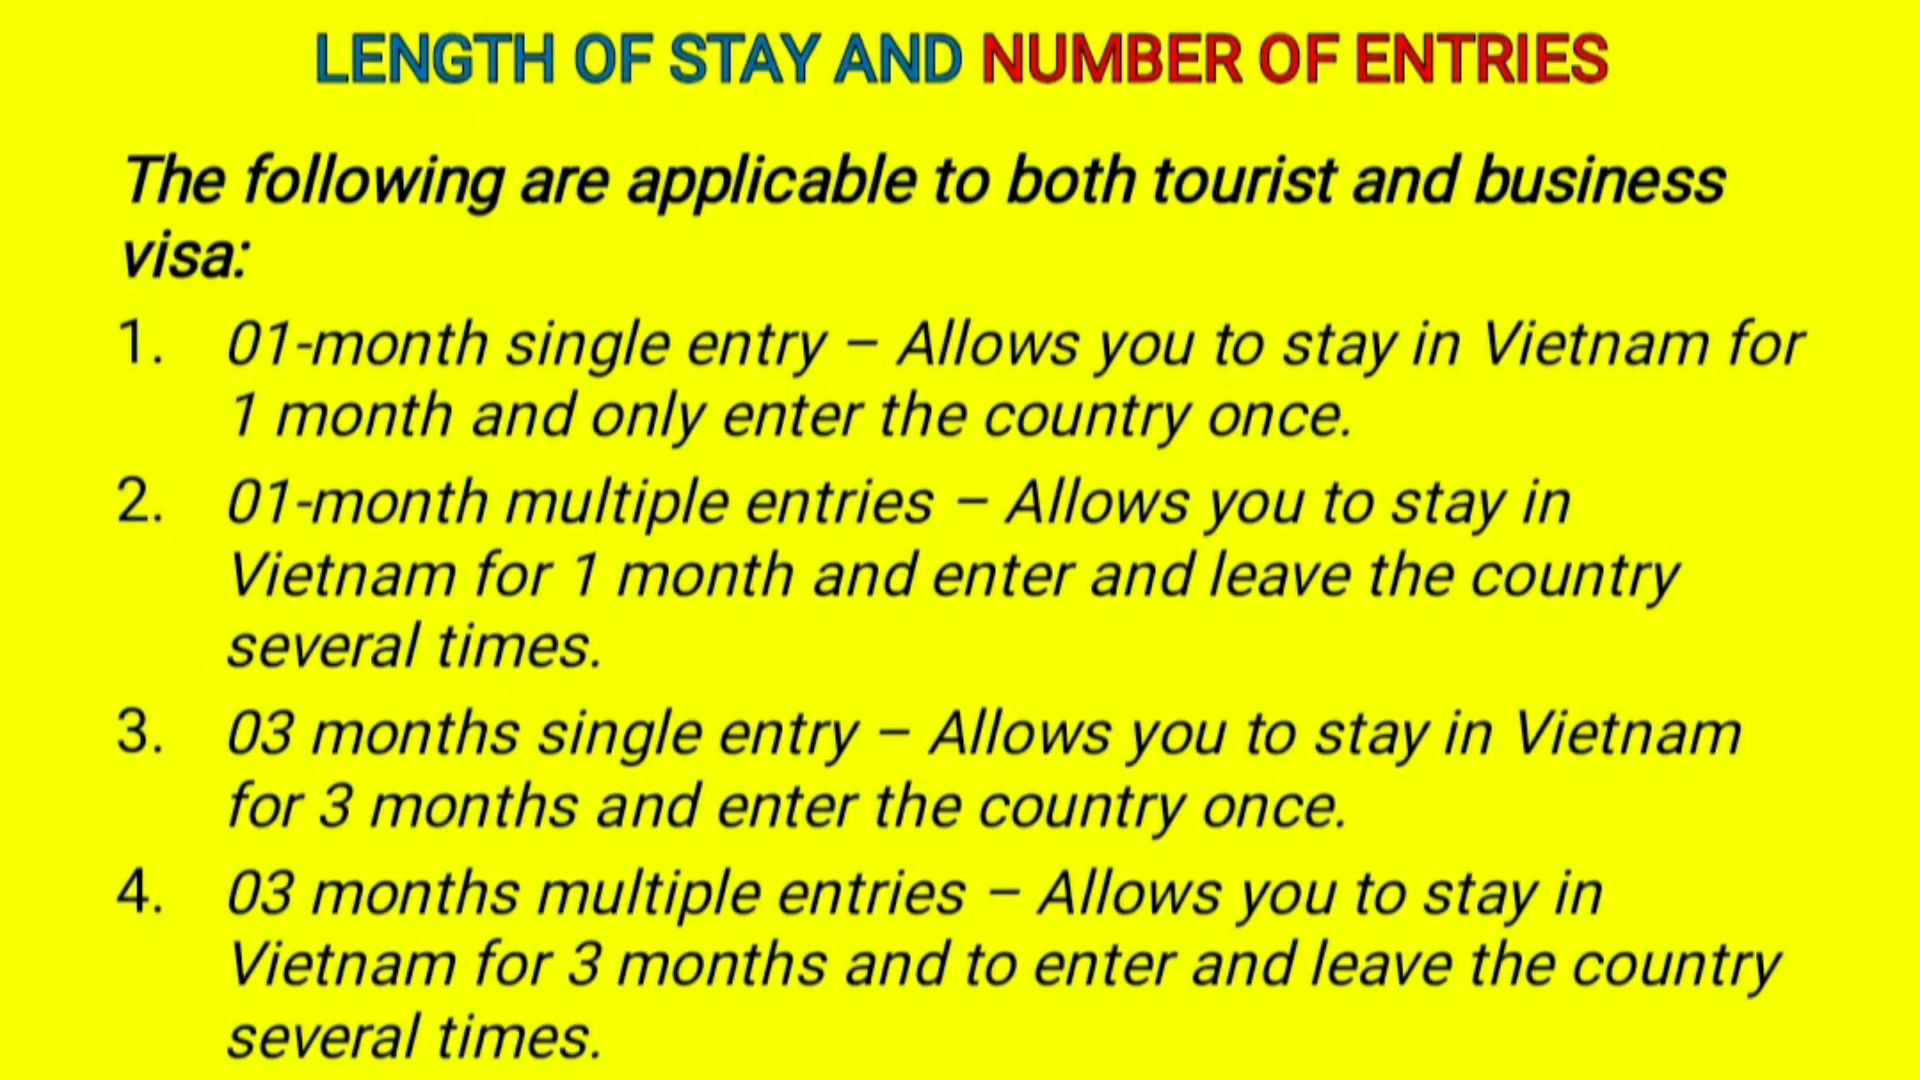 LENGTH OF STAY AND NUMBER OF ENTRIES
The following are applicable to both tourist and business
visa:
1. 01-month single entry – Allows you to stay in Vietnam for
1 month and only enter the country once.
2. 01-month multiple entries – Allows you to stay in
Vietnam for 1 month and enter and leave the country
several times.
3. 03 months single entry – Allows you to stay in Vietnam
for 3 months and enter the country once.
4. 03 months multiple entries – Allows you to stay in
Vietnam for 3 months and to enter and leave the country
several times.